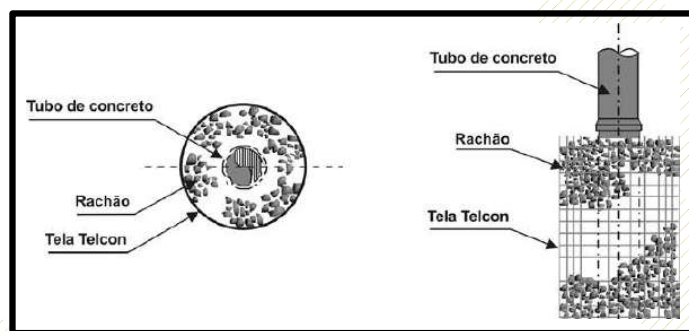 Tubo de concreto
Rachão
Tela Telcon
Tubo de concreto
Rachão
Tela Telcon